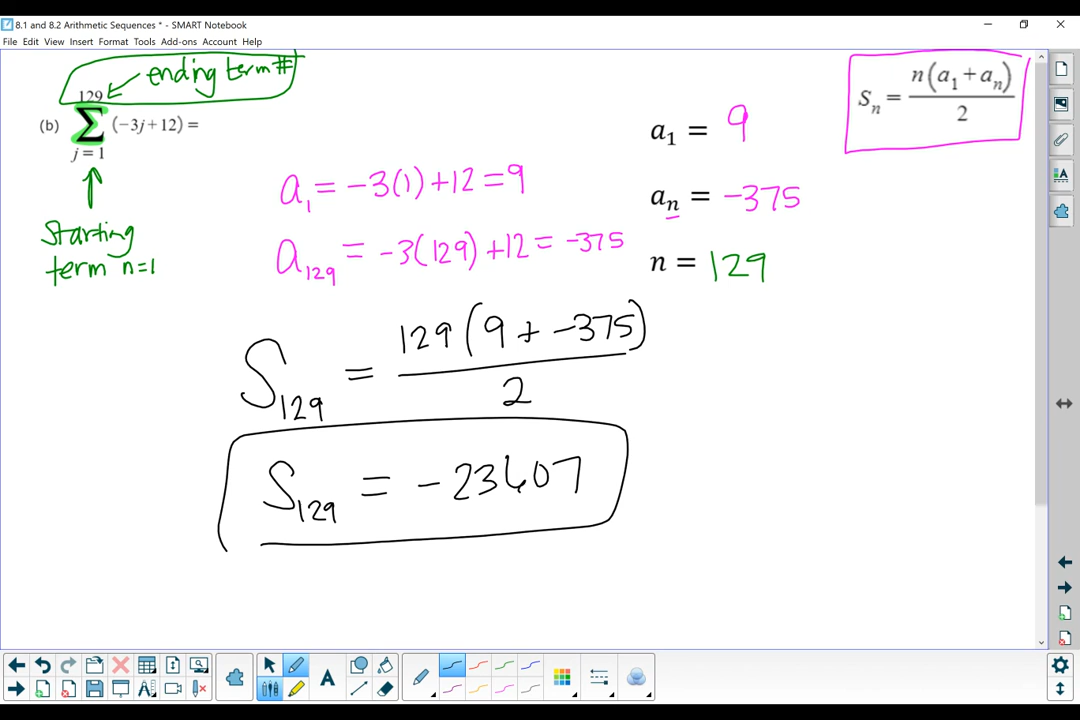 8.1 and 8.2 Arithmetic Sequences * - SMART Notebook
File Edit View Insert Format Tools Add-ons Account Help
ending term #
(b) \sum_{j=1}^{129} (-3j+12) =
Starting
term n=1
a₁ = -3(1)+12=9
a₁₂₉ = -3(129)+12= -375
a₁ = 9
aₙ = -375
n = 129
Sₙ = n(a₁+aₙ)/2
S₁₂₉ = 129(9 + -375)/2
S₁₂₉ = -23607